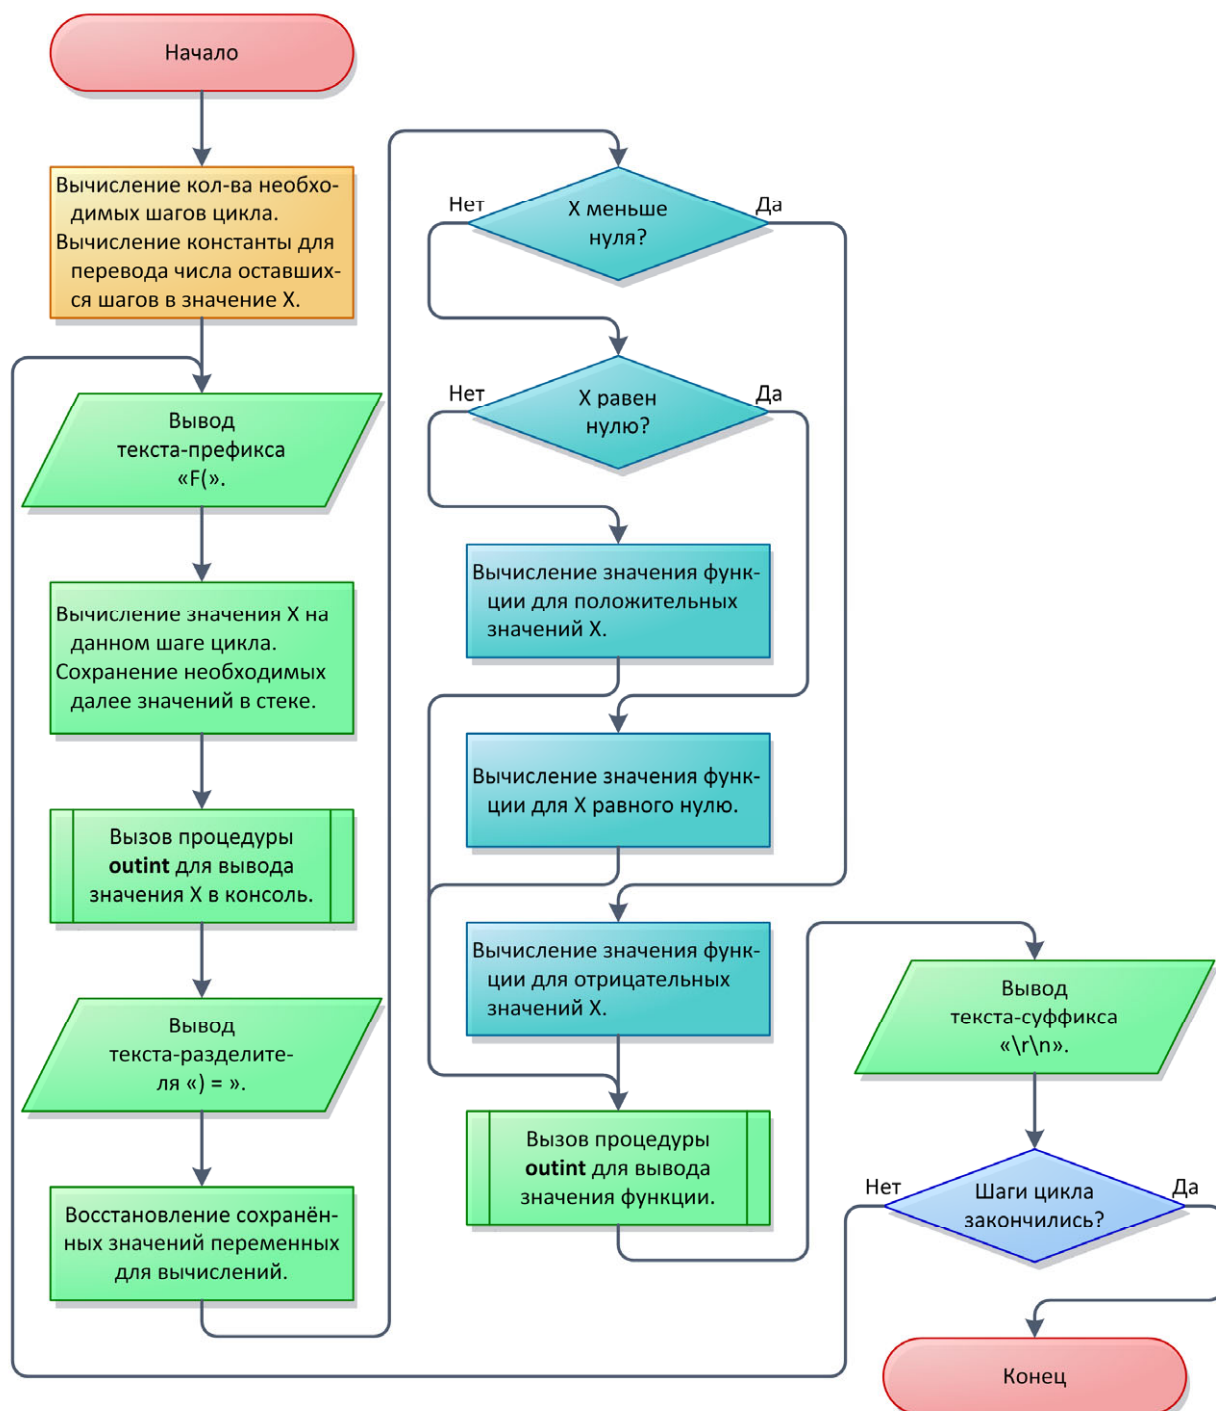 Начало
Вычисление кол-ва необхо-
димых шагов цикла.
Вычисление константы для
перевода числа оставших-
ся шагов в значение X.
Вывод
текста-префикса
«F(».
Вычисление значения X на
данном шаге цикла.
Сохранение необходимых
далее значений в стеке.
Вызов процедуры
outint для вывода
значения X в консоль.
Вывод
текста-разделите-
ля «) = ».
Восстановление сохранён-
ных значений переменных
для вычислений.
Нет
X меньше
нуля?
Да
Нет
X равен
нулю?
Да
Вычисление значения функ-
ции для положительных
значений X.
Вычисление значения функ-
ции для X равного нулю.
Вычисление значения функ-
ции для отрицательных
значений X.
Вызов процедуры
outint для вывода
значения функции.
Вывод
текста-суффикса
«\r\n».
Нет
Шаги цикла
закончились?
Да
Конец